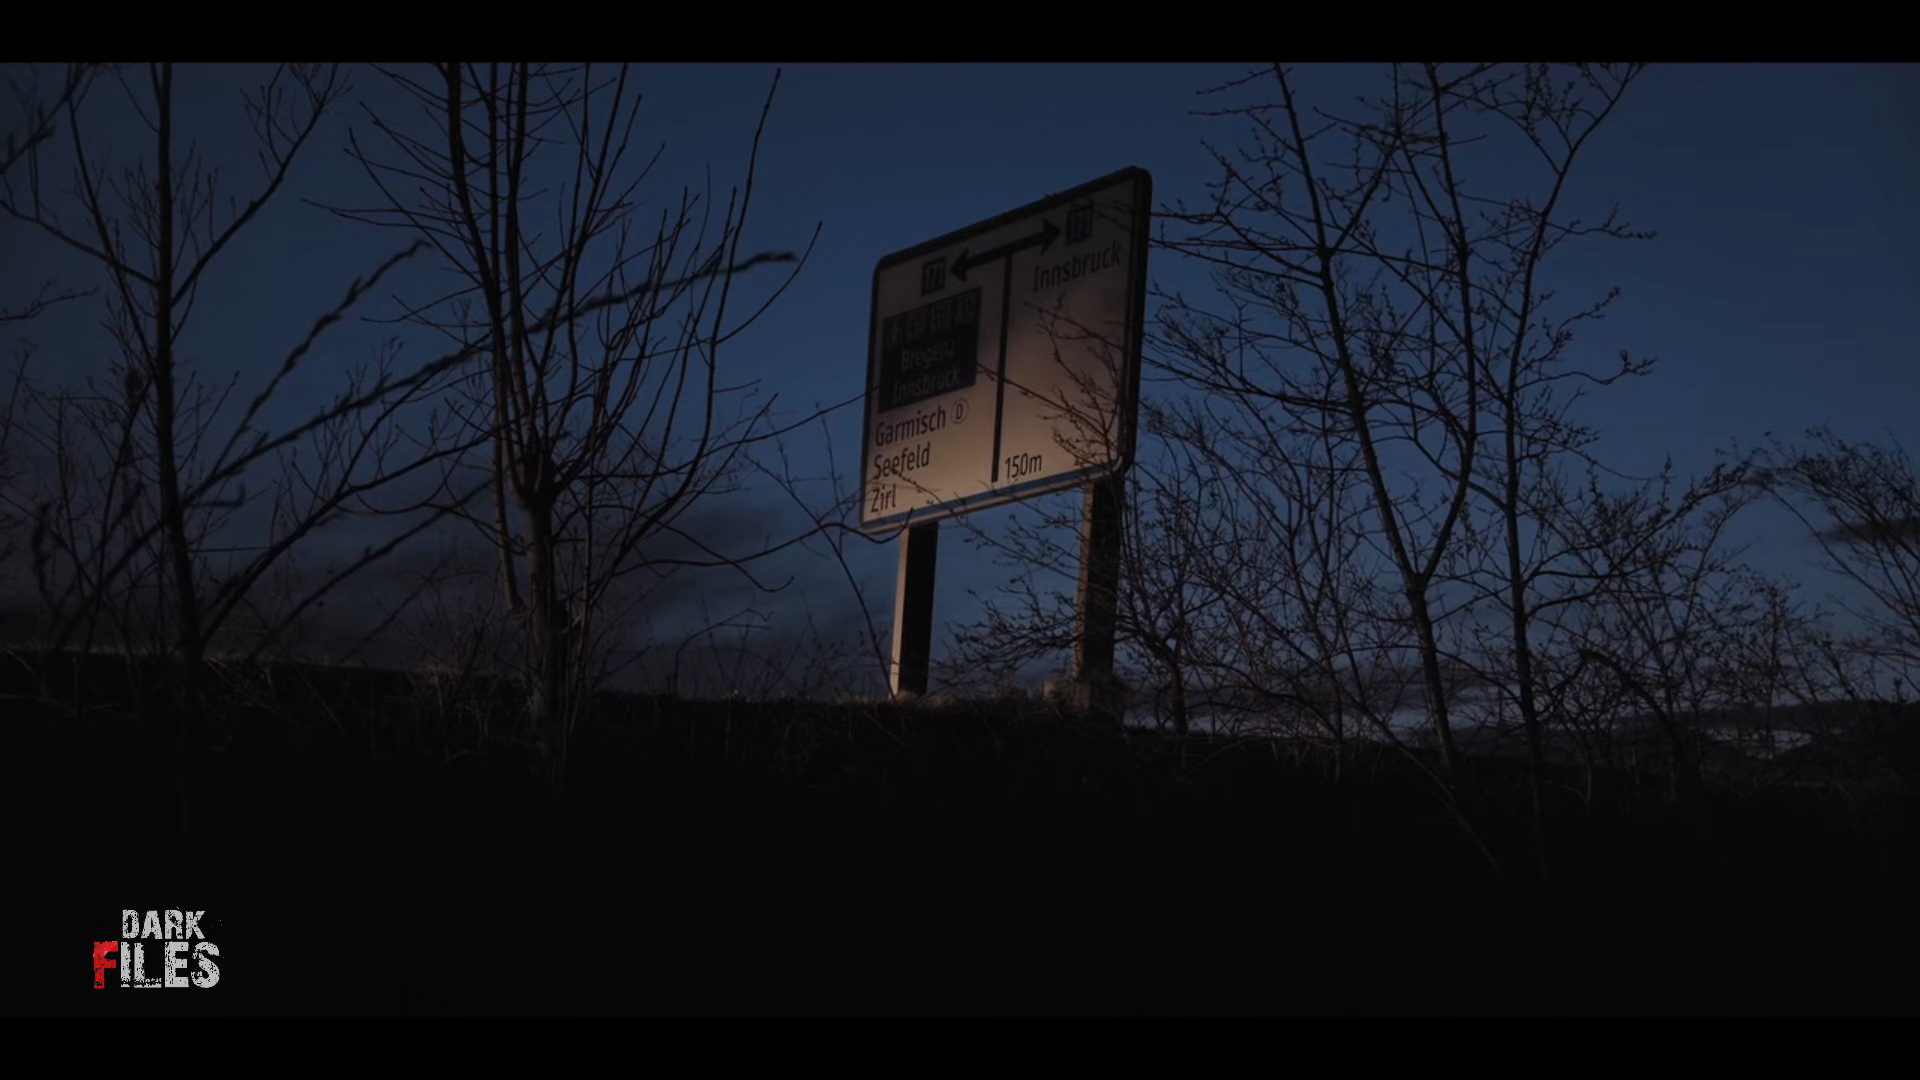 171
171
Innsbruck
Bregenz
Innsbruck
Garmisch D
Seefeld
Zirl
150m
DARK
FILES